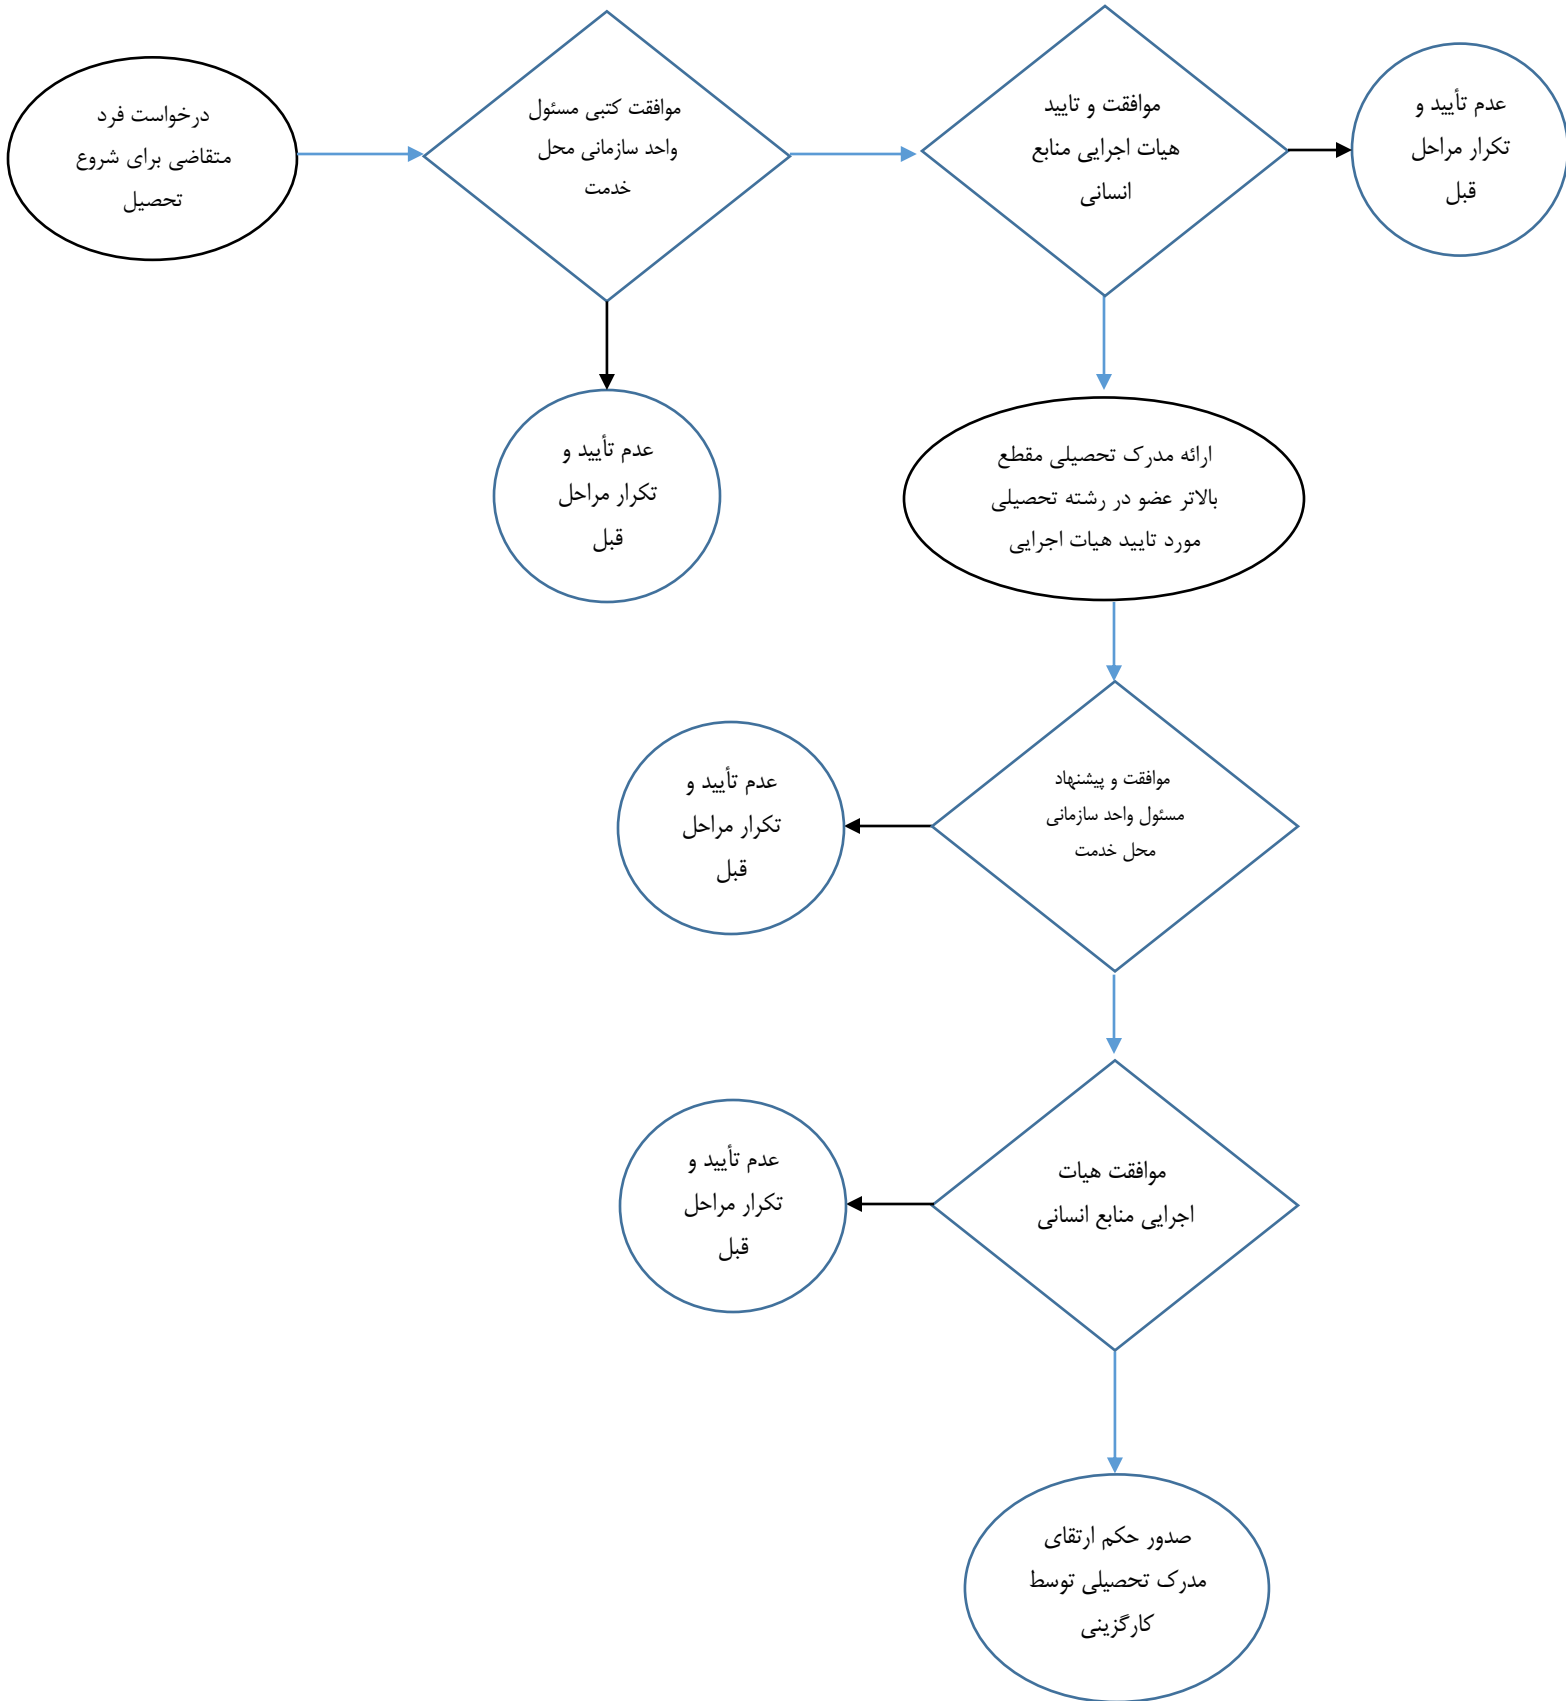 درخواست فرد
متقاضی برای شروع
تحصیل
موافقت کتبی مسئول
واحد سازمانی محل
خدمت
موافقت و تایید
هیات اجرایی منابع
انسانی
عدم تأیید و
تکرار مراحل
قبل
عدم تأیید و
تکرار مراحل
قبل
ارائه مدرک تحصیلی مقطع
بالاتر عضو در رشته تحصیلی
مورد تایید هیات اجرایی
موافقت و پیشنهاد
مسئول واحد سازمانی
محل خدمت
عدم تأیید و
تکرار مراحل
قبل
موافقت هیات
اجرایی منابع انسانی
عدم تأیید و
تکرار مراحل
قبل
صدور حکم ارتقای
مدرک تحصیلی توسط
کارگزینی